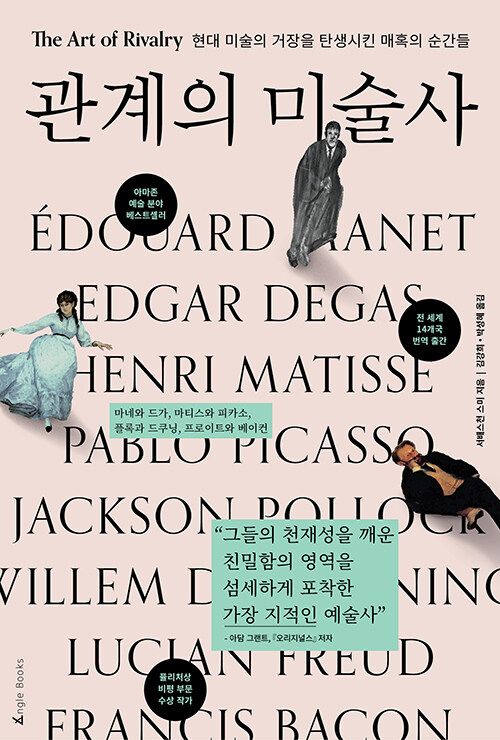 The Art of Rivalry 현대 미술의 거장을 탄생시킨 매혹의 순간들
관계의 미술사
아마존
예술 분야
베스트셀러
ÉDOUARD MANET
EDGAR DEGAS
전 세계
14개국
번역 출간
HENRI MATISSE
서배스천 스미 지음 | 김강희·박성혜 옮김
마네와 드가, 마티스와 피카소,
폴록과 드쿠닝, 프로이트와 베이컨
PABLO PICASSO
JACKSON POLLOCK
“그들의 천재성을 깨운
친밀함의 영역을
섬세하게 포착한
가장 지적인 예술사”
- 아담 그랜트, 『오리지널스』 저자
WILLEM D NING
LUCIAN FREUD
퓰리처상
비평 부문
수상 작가
FRANCIS BACON
Angle Books